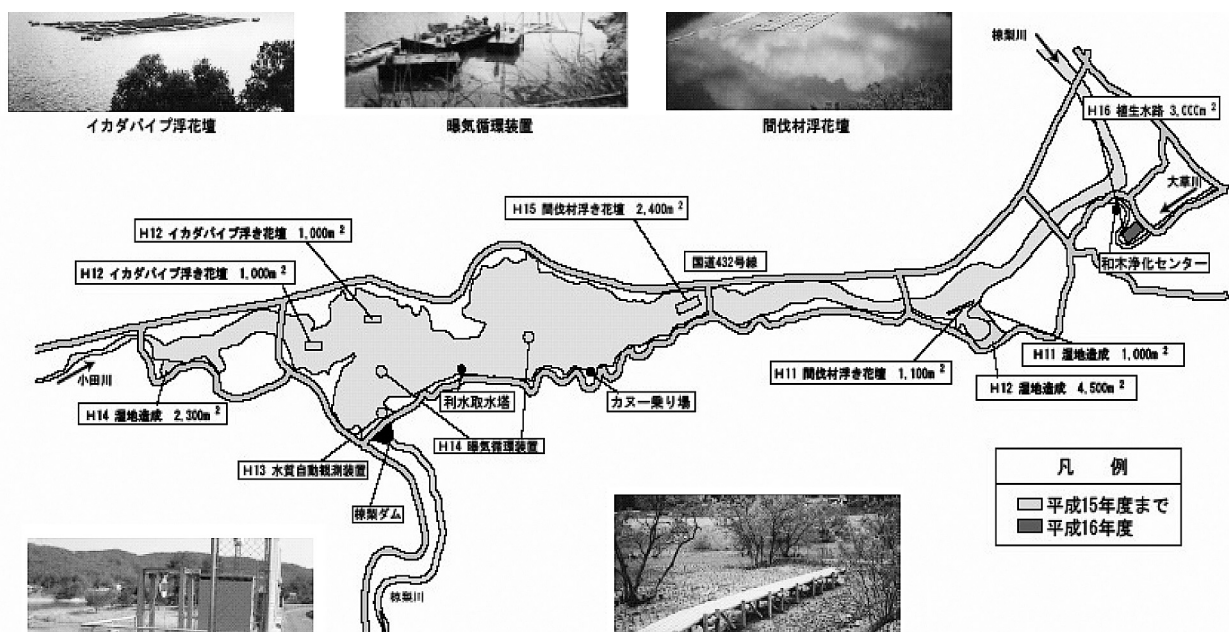 イカダパイプ浮花壇
曝気循環装置
間伐材浮花壇
椋梨川
H16 植生水路 3,000m2
大草川
H15 間伐材浮き花壇 2,400m2
H12 イカダパイプ浮き花壇 1,000m2
H12 イカダパイプ浮き花壇 1,000m2
国道432号線
和木浄化センター
小田川
H14 湿地造成 2,300m2
利水取水塔
カヌー乗り場
H11 間伐材浮き花壇 1,100m2
H11 湿地造成 1,000m2
H12 湿地造成 4,500m2
H14 曝気循環装置
H13 水質自動観測装置
椋梨ダム
凡 例
平成15年度まで
平成16年度
椋梨川